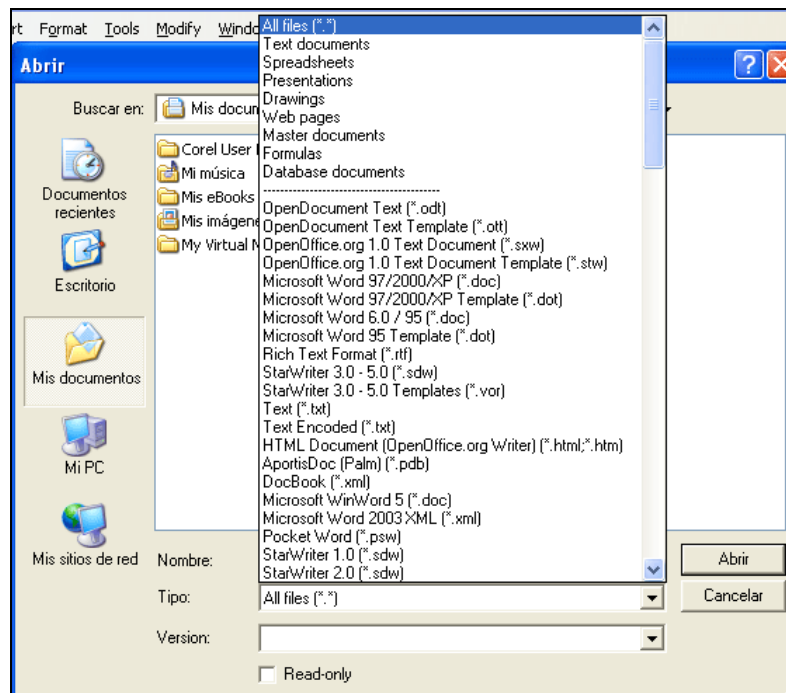 rt Format Tools Modify Windo
Abrir
Buscar en: Mis docum
Documentos recientes
Escritorio
Mis documentos
Mi PC
Mis sitios de red
Corel User
Mi música
Mis eBooks
Mis imágene
My Virtual M
All files (*.*)
Text documents
Spreadsheets
Presentations
Drawings
Web pages
Master documents
Formulas
Database documents
-----------------------------------------
OpenDocument Text (*.odt)
OpenDocument Text Template (*.ott)
OpenOffice.org 1.0 Text Document (*.sxw)
OpenOffice.org 1.0 Text Document Template (*.stw)
Microsoft Word 97/2000/XP (*.doc)
Microsoft Word 97/2000/XP Template (*.dot)
Microsoft Word 6.0 / 95 (*.doc)
Microsoft Word 95 Template (*.dot)
Rich Text Format (*.rtf)
StarWriter 3.0 - 5.0 (*.sdw)
StarWriter 3.0 - 5.0 Templates (*.vor)
Text (*.txt)
Text Encoded (*.txt)
HTML Document (OpenOffice.org Writer) (*.html;*.htm)
AportisDoc (Palm) (*.pdb)
DocBook (*.xml)
Microsoft WinWord 5 (*.doc)
Microsoft Word 2003 XML (*.xml)
Pocket Word (*.psw)
StarWriter 1.0 (*.sdw)
StarWriter 2.0 (*.sdw)
Nombre:
Abrir
Tipo: All files (*.*)
Cancelar
Version:
Read-only